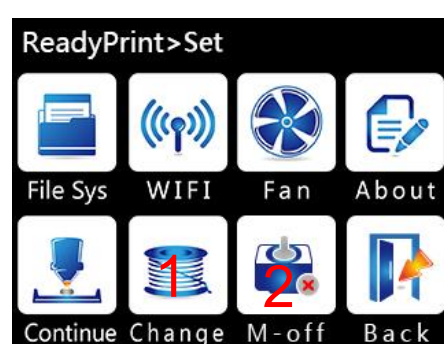 ReadyPrint>Set
File Sys WIFI Fan About
1 2
Continue Change M-off Back